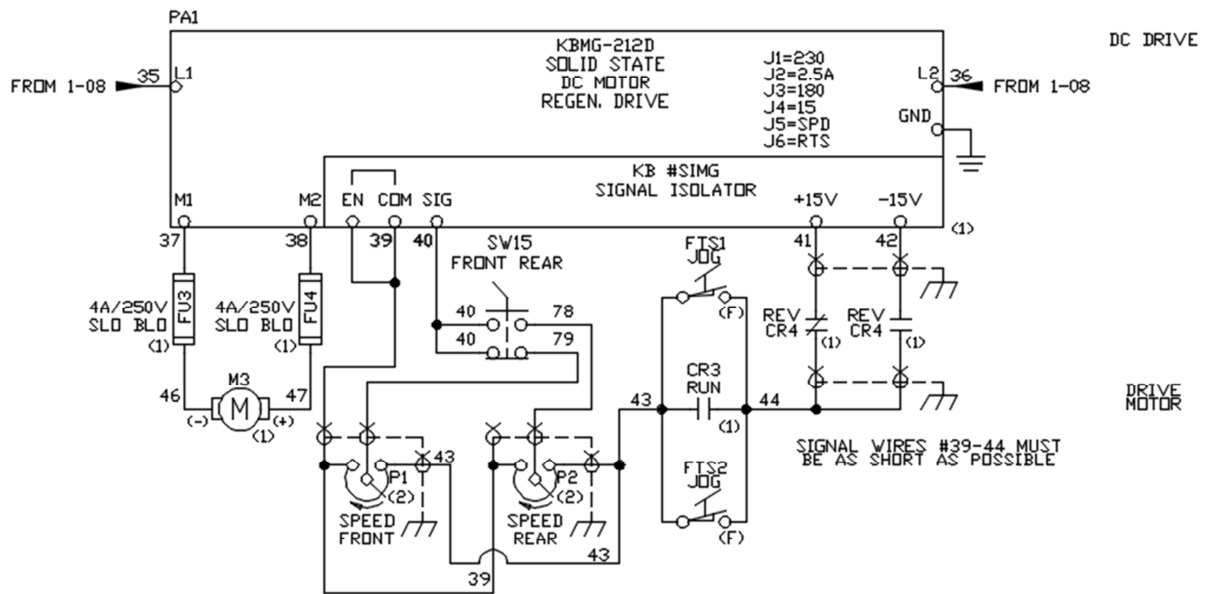 PA1
DC DRIVE
KBMG-212D
SOLID STATE
DC MOTOR
REGEN. DRIVE
J1=230
J2=2.5A
J3=180
J4=15
J5=SPD
J6=RTS
FROM 1-08
35
L1
L2
36
FROM 1-08
GND
KB #SIMG
SIGNAL ISOLATOR
M1
M2
EN
COM
SIG
+15V
-15V
(1)
37
38
39
40
41
42
SW15
FRONT REAR
FTS1
JOG
(F)
4A/250V
SLO BLO
(1)
FU3
4A/250V
SLO BLO
(1)
FU4
40
78
40
79
REV
CR4
(1)
REV
CR4
(1)
CR3
RUN
(1)
43
44
M3
46
47
M
(-)
(1)
(+)
DRIVE
MOTOR
SIGNAL WIRES #39-44 MUST
BE AS SHORT AS POSSIBLE
43
P1
(2)
SPEED
FRONT
P2
(2)
SPEED
REAR
FTS2
JOG
(F)
43
39